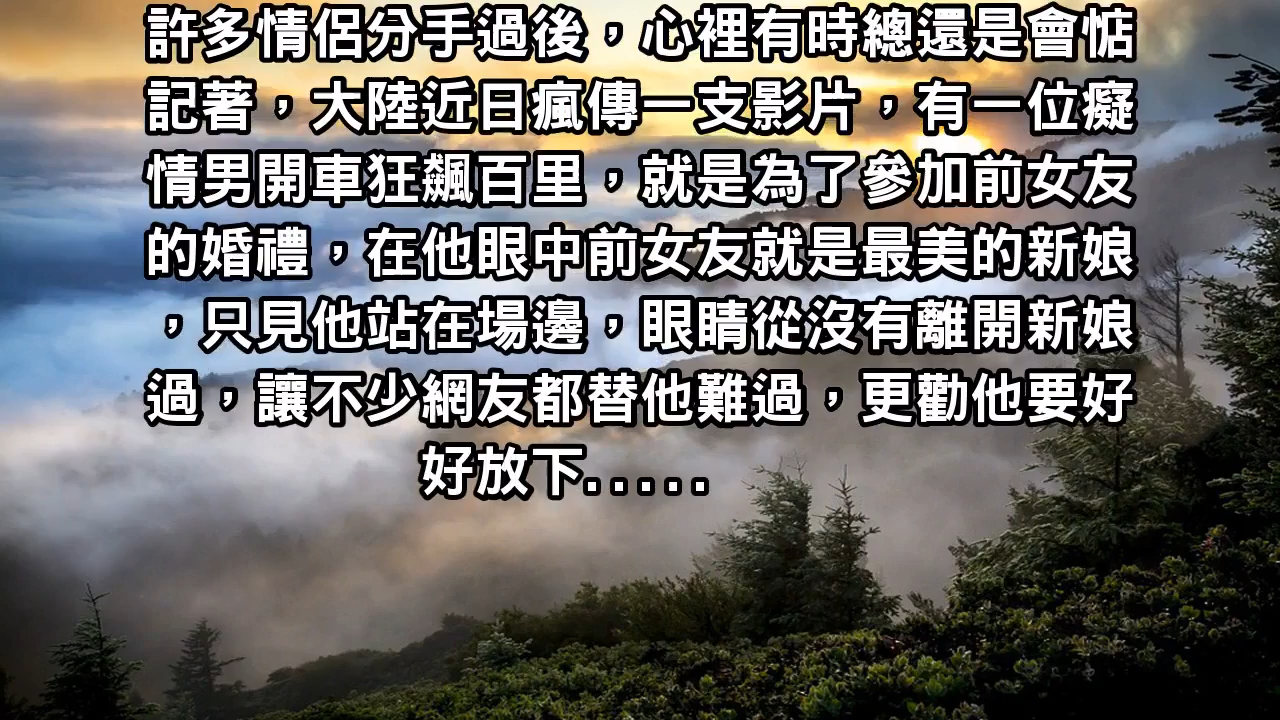 許多情侶分手過後，心裡有時總還是會惦
記著，大陸近日瘋傳一支影片，有一位癡
情男開車狂飆百里，就是為了參加前女友
的婚禮，在他眼中前女友就是最美的新娘
，只見他站在場邊，眼睛從沒有離開新娘
過，讓不少網友都替他難過，更勸他要好
好放下.....